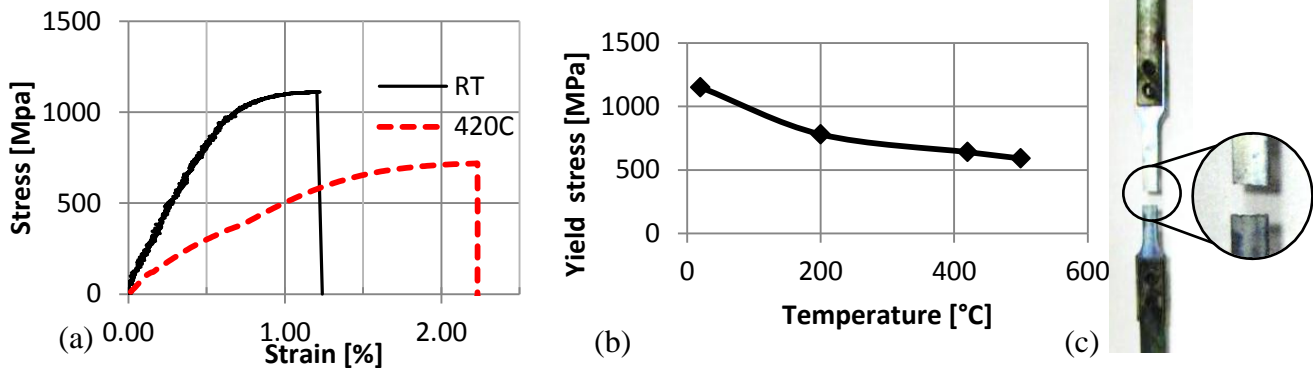 1500
1000
500
0
Stress [Mpa]
RT
420C
0.00
1.00
2.00
Strain [%]
(a)
1500
1000
500
0
Yield stress [MPa]
0
200
400
600
Temperature [°C]
(b)
(c)